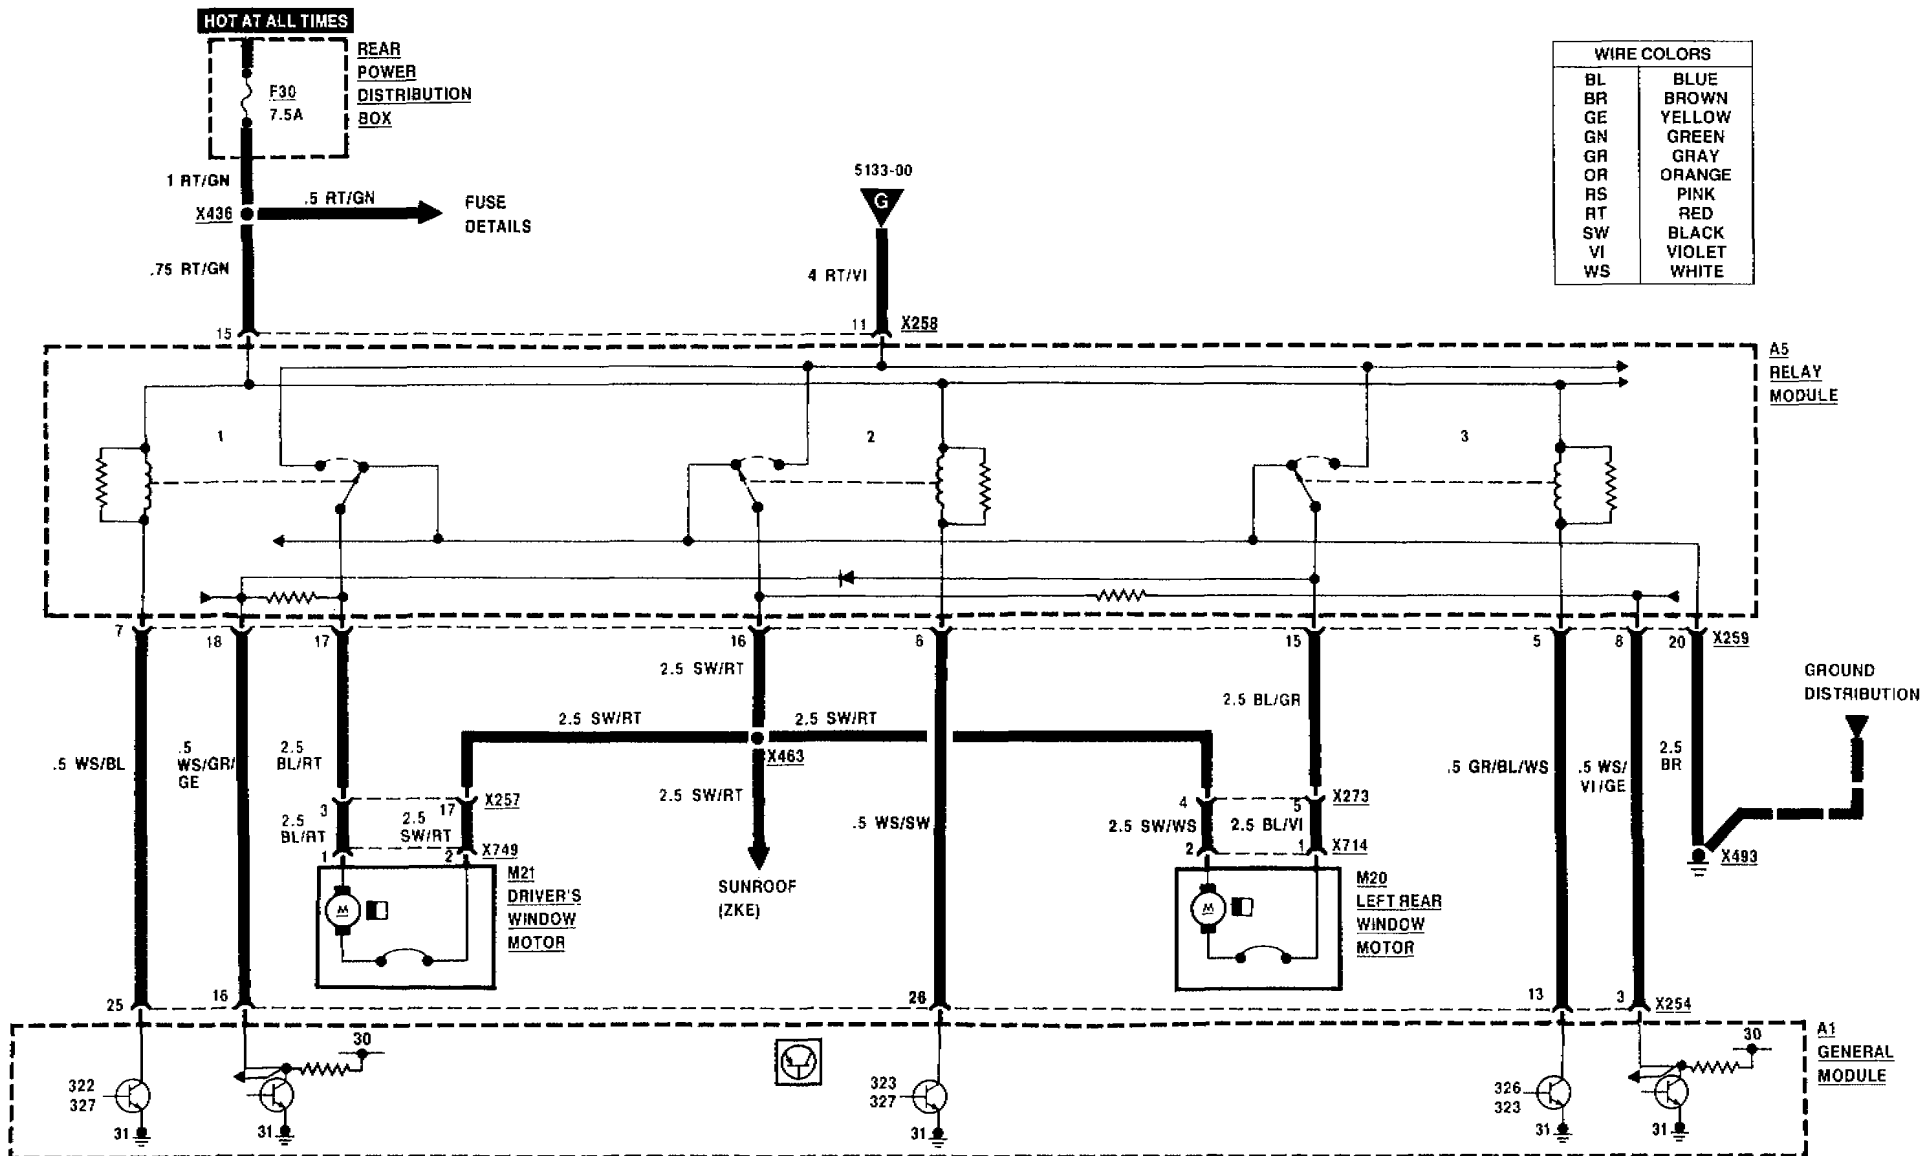 HOT AT ALL TIMES
REAR
POWER
DISTRIBUTION
BOX
F30
7.5A
1 RT/GN
X436
.5 RT/GN
FUSE
DETAILS
.75 RT/GN
5133-00
G
4 RT/VI
WIRE COLORS
BL BLUE
BR BROWN
GE YELLOW
GN GREEN
GR GRAY
OR ORANGE
RS PINK
RT RED
SW BLACK
VI VIOLET
WS WHITE
15
11
X258
A5
RELAY
MODULE
1
2
3
7
18
17
16
6
15
5
8
20
X259
2.5 SW/RT
2.5 BL/GR
GROUND
DISTRIBUTION
2.5 SW/RT
2.5 SW/RT
X463
.5 WS/BL
.5
WS/GR/
GE
2.5
BL/RT
2.5 SW/RT
.5 GR/BL/WS
.5 WS/
VI/GE
2.5
BR
3
17
X257
4
5
X273
2.5
BL/RT
2.5
SW/RT
.5 WS/SW
2.5 SW/WS
2.5 BL/VI
1
2
X749
2
1
X714
X493
M21
DRIVER'S
WINDOW
MOTOR
M
SUNROOF
(ZKE)
M20
LEFT REAR
WINDOW
MOTOR
M
25
16
26
13
3
X254
A1
GENERAL
MODULE
30
30
322
327
323
327
326
323
31
31
31
31
31